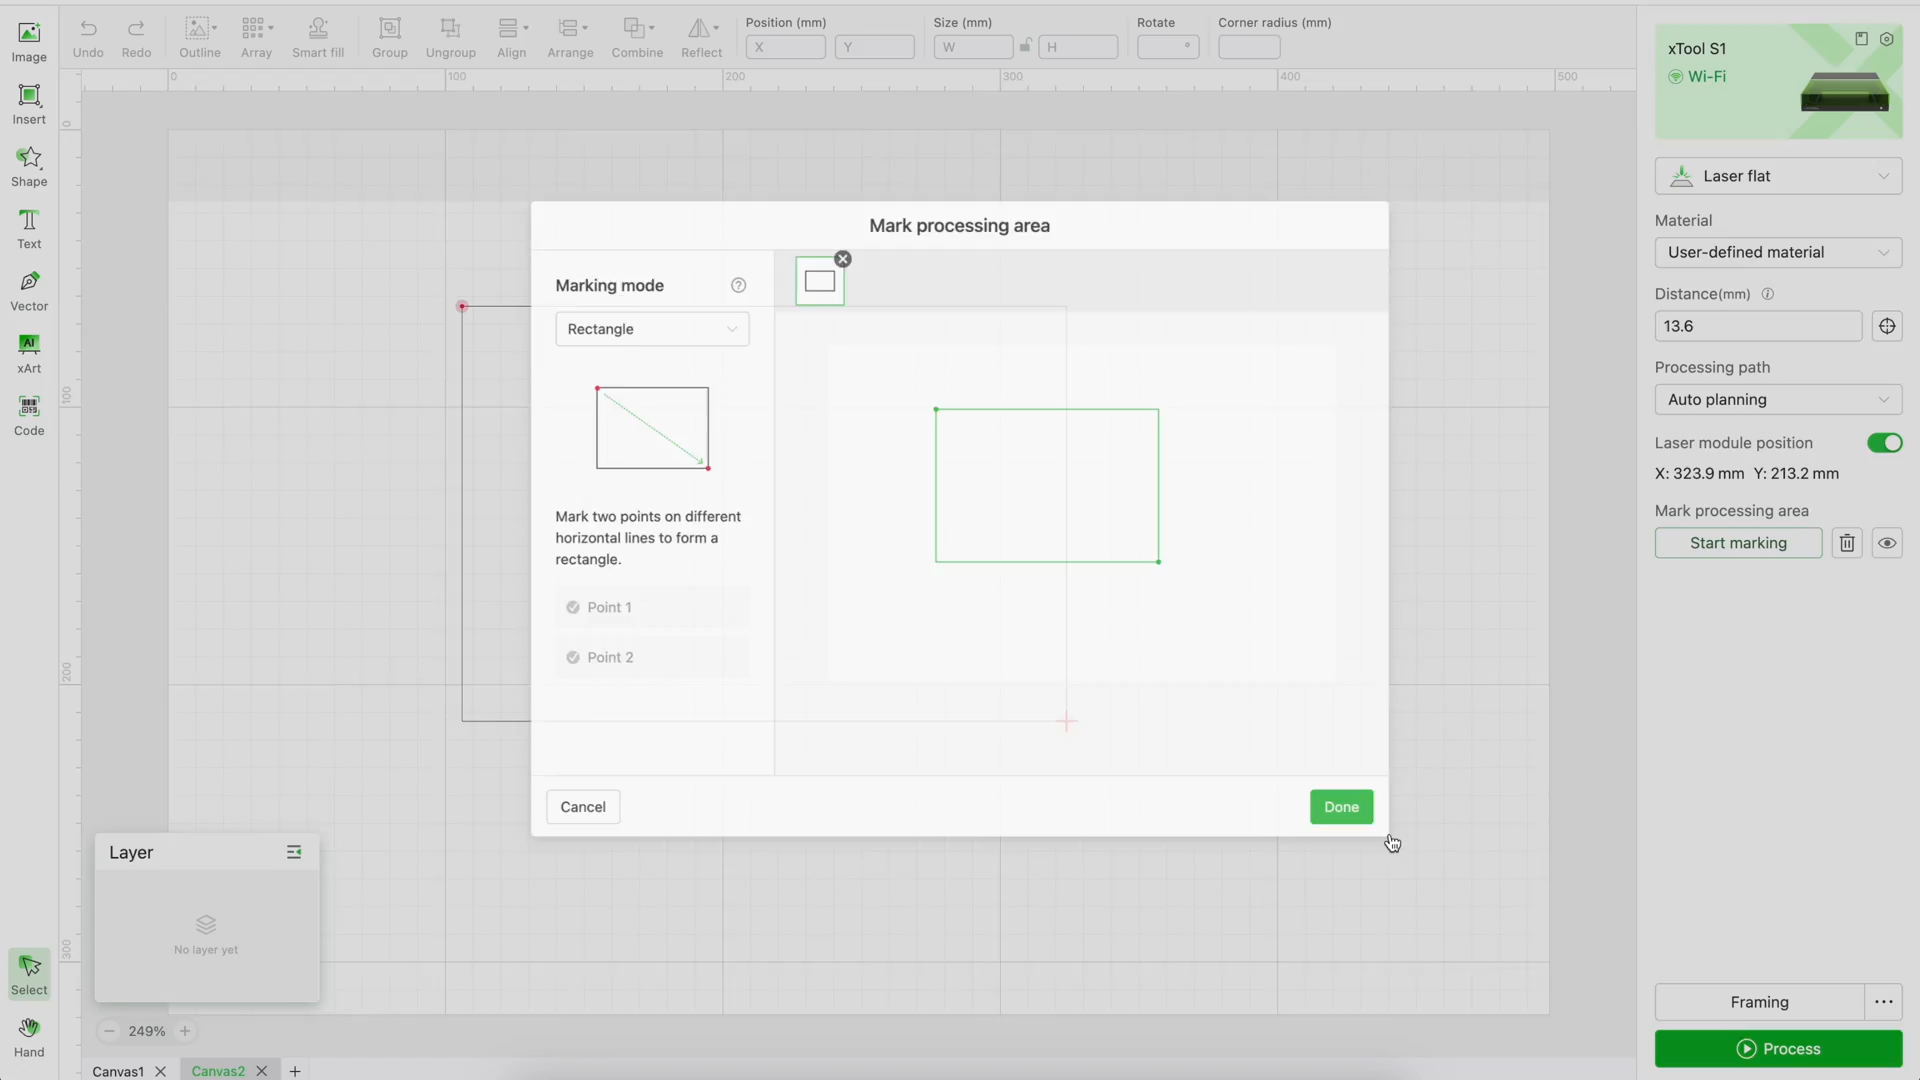 Image
Insert
Shape
Text
Vector
AI
xArt
Code
Select
Hand
Undo
Redo
Outline
Array
Smart fill
Group
Ungroup
Align
Arrange
Combine
Reflect
Position (mm)
X
Y
Size (mm)
W
H
Rotate
°
Corner radius (mm)
0
100
200
300
400
500
0
100
200
300
Mark processing area
Marking mode
?
Rectangle
Mark two points on different
horizontal lines to form a
rectangle.
Point 1
Point 2
Cancel
Done
Layer
No layer yet
249%
Canvas1
Canvas2
xTool S1
Wi-Fi
Laser flat
Material
User-defined material
Distance(mm)
13.6
Processing path
Auto planning
Laser module position
X: 323.9 mm Y: 213.2 mm
Mark processing area
Start marking
Framing
Process